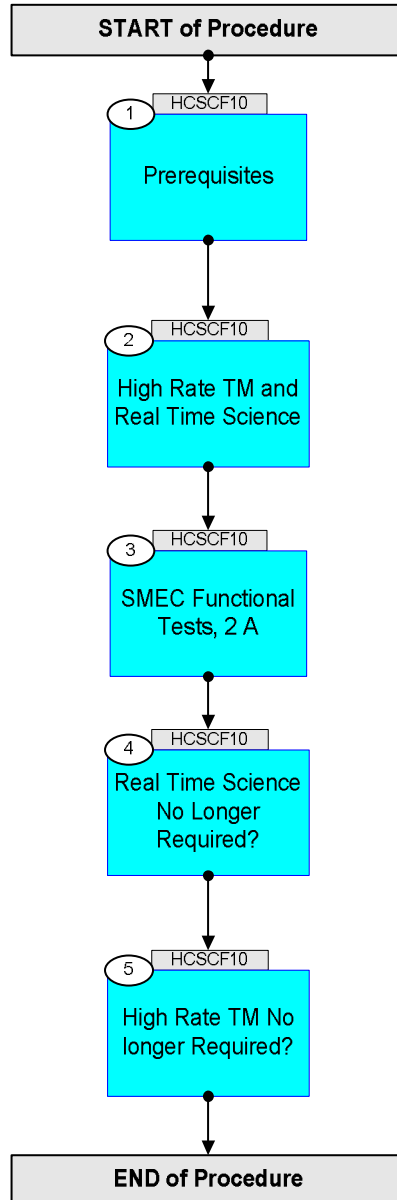 START of Procedure
HCSCF10
1
Prerequisites
HCSCF10
2
High Rate TM and
Real Time Science
HCSCF10
3
SMEC Functional
Tests, 2 A
HCSCF10
4
Real Time Science
No Longer
Required?
HCSCF10
5
High Rate TM No
longer Required?
END of Procedure